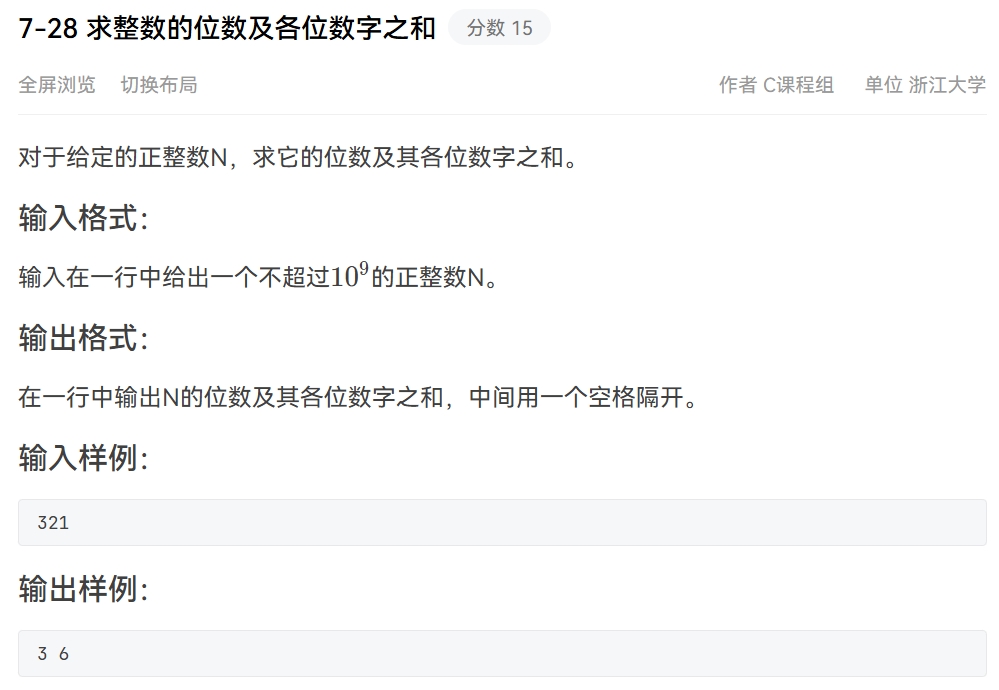 7-28 求整数的位数及各位数字之和 分数 15
全屏浏览 切换布局 作者 C课程组 单位 浙江大学
对于给定的正整数N，求它的位数及其各位数字之和。
输入格式：
输入在一行中给出一个不超过10⁹的正整数N。
输出格式：
在一行中输出N的位数及其各位数字之和，中间用一个空格隔开。
输入样例：
321
输出样例：
3 6